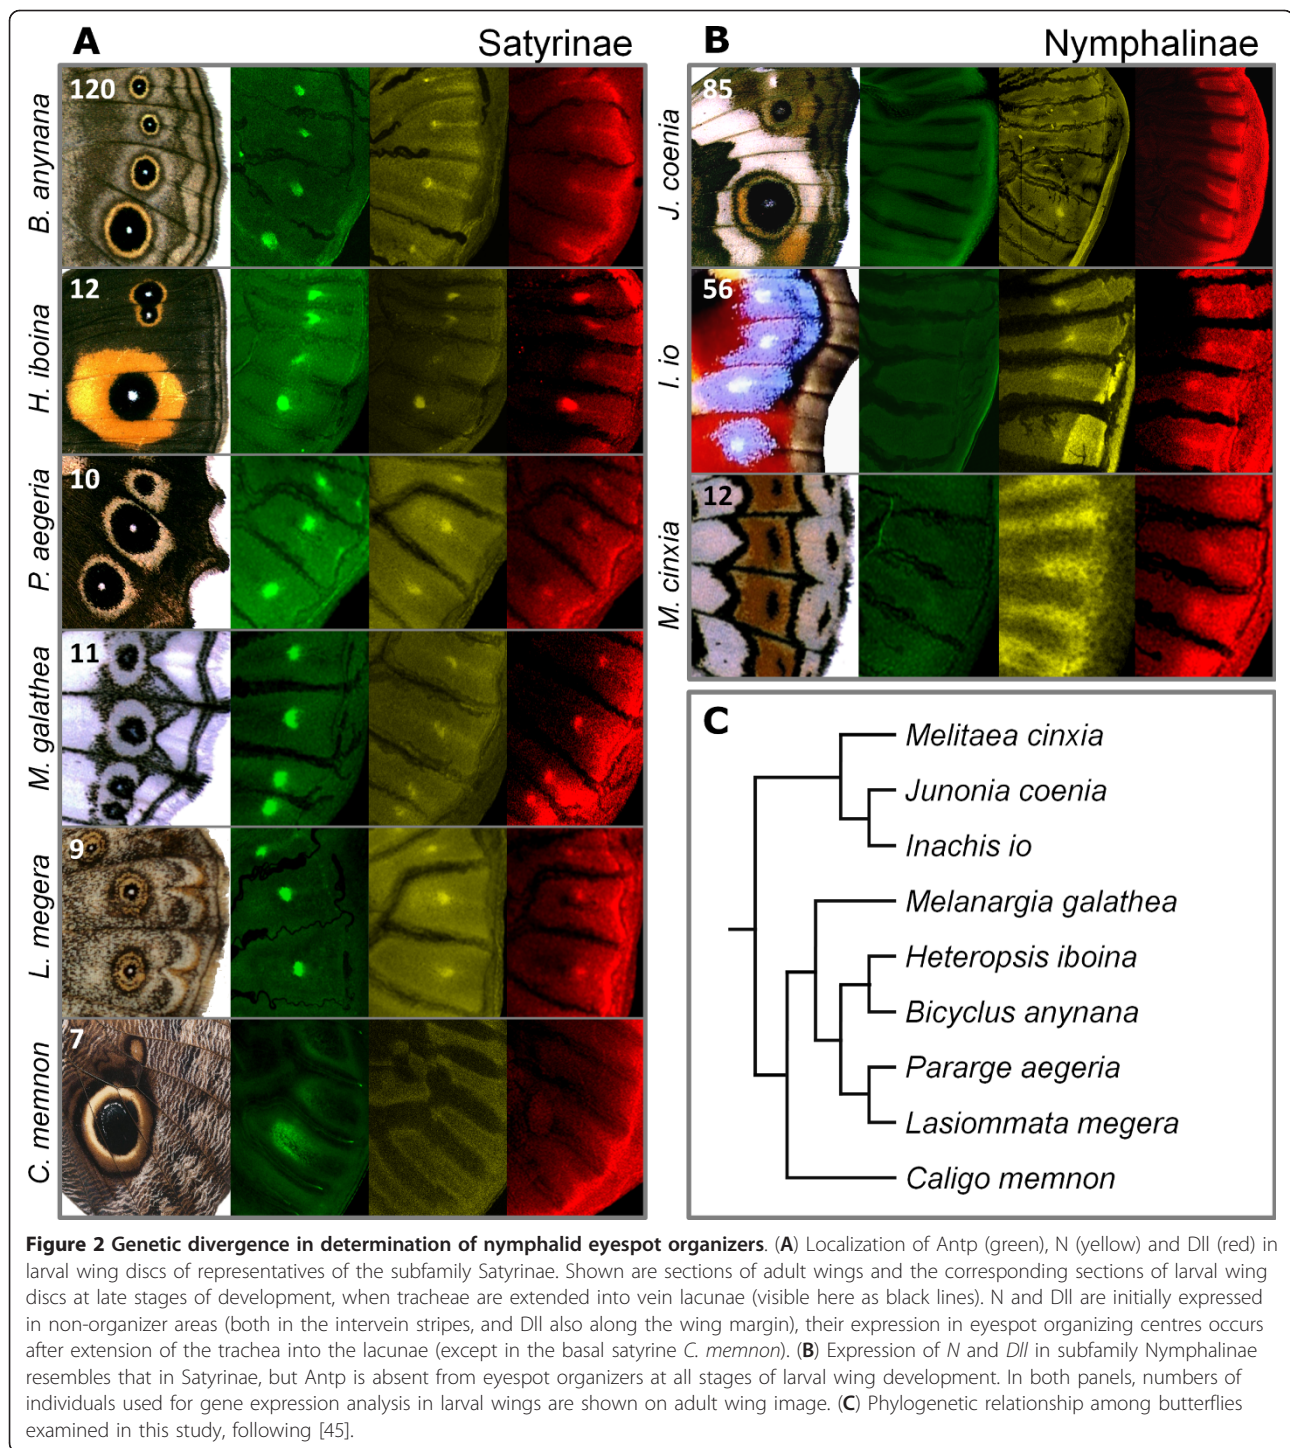 A
Satyrinae
B. anynana
120
H. iboina
12
P. aegeria
10
M. galathea
11
L. megera
9
C. memnon
7
B
Nymphalinae
J. coenia
85
I. io
56
M. cinxia
12
C
Melitaea cinxia
Junonia coenia
Inachis io
Melanargia galathea
Heteropsis iboina
Bicyclus anynana
Pararge aegeria
Lasiommata megera
Caligo memnon
Figure 2 Genetic divergence in determination of nymphalid eyespot organizers. (A) Localization of Antp (green), N (yellow) and Dll (red) in
larval wing discs of representatives of the subfamily Satyrinae. Shown are sections of adult wings and the corresponding sections of larval wing
discs at late stages of development, when tracheae are extended into vein lacunae (visible here as black lines). N and Dll are initially expressed
in non-organizer areas (both in the intervein stripes, and Dll also along the wing margin), their expression in eyespot organizing centres occurs
after extension of the trachea into the lacunae (except in the basal satyrine C. memnon). (B) Expression of N and Dll in subfamily Nymphalinae
resembles that in Satyrinae, but Antp is absent from eyespot organizers at all stages of larval wing development. In both panels, numbers of
individuals used for gene expression analysis in larval wings are shown on adult wing image. (C) Phylogenetic relationship among butterflies
examined in this study, following [45].